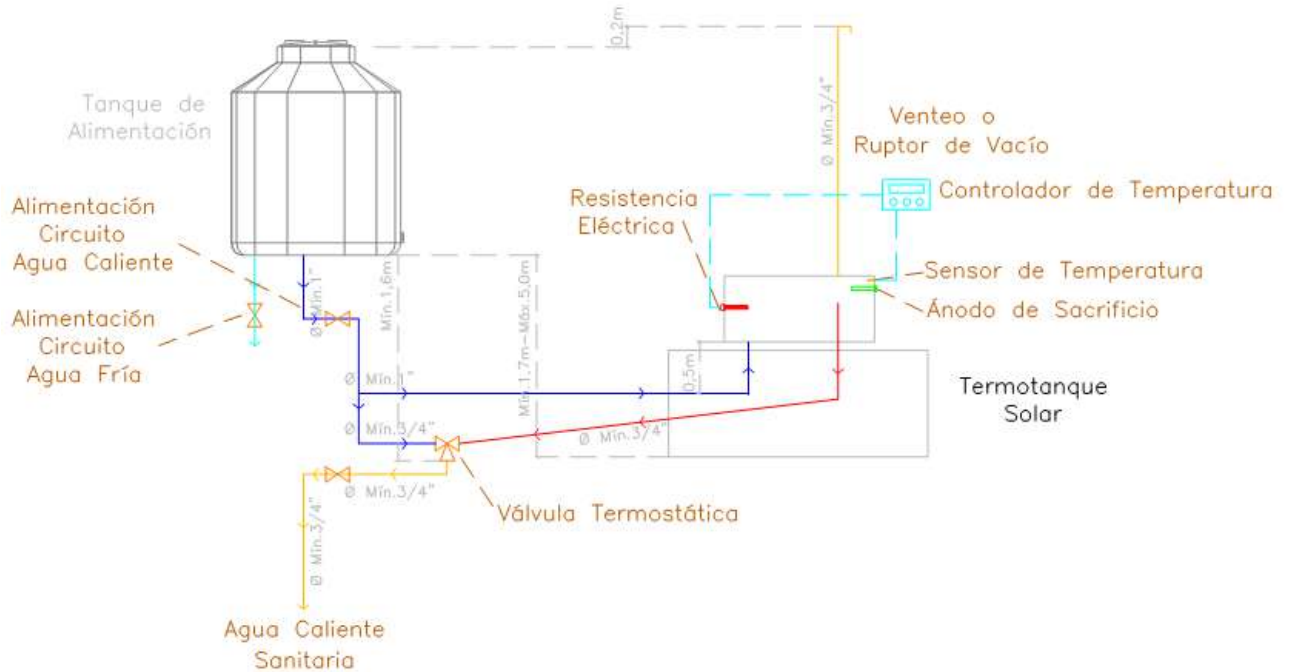 0,2m
Tanque de
Alimentación
Ø Mín.3/4"
Venteo o
Ruptor de Vacío
Controlador de Temperatura
Resistencia
Eléctrica
Alimentación
Circuito
Agua Caliente
Sensor de Temperatura
Ánodo de Sacrificio
Ø Mín.1"
Mín.1,6m
Mín.1,7m-Máx.5,0m
Alimentación
Circuito
Agua Fría
0,5m
Ø Mín.1"
Termotanque
Solar
Ø Mín.3/4"
Ø Mín.3/4"
Ø Mín.3/4"
Válvula Termostática
Ø Mín.3/4"
Agua Caliente
Sanitaria